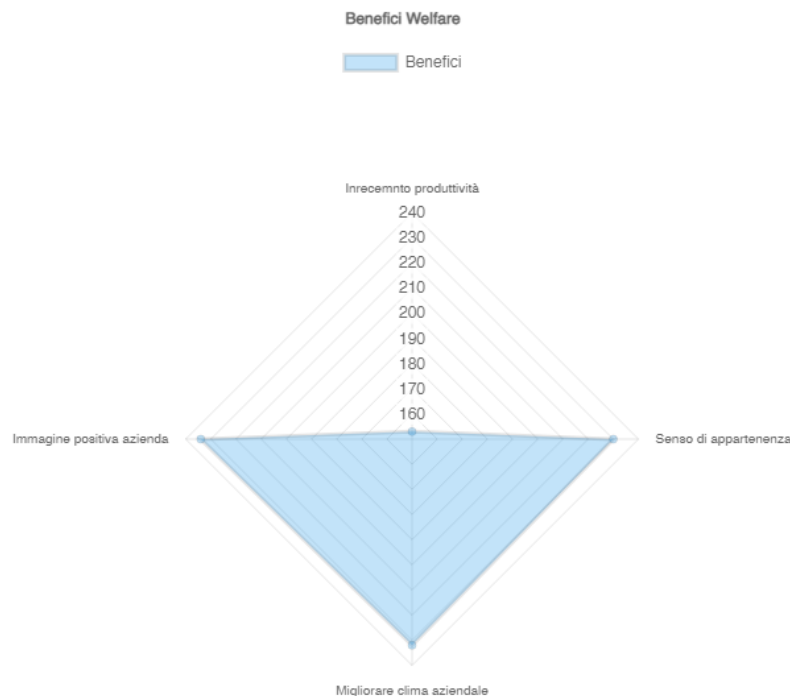 Benefici Welfare
Benefici
Inrecemnto produttività
240
230
220
210
200
190
180
170
160
Immagine positiva azienda
Senso di appartenenza
Migliorare clima aziendale